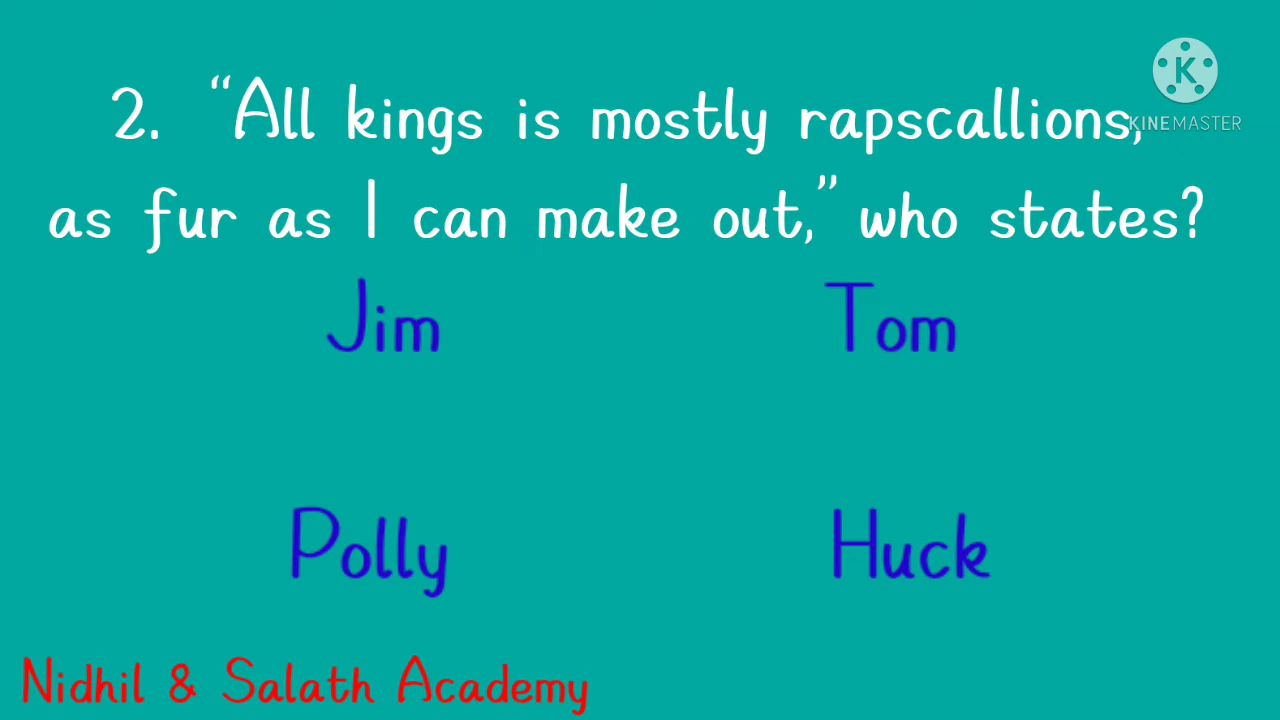 2. “All kings is mostly rapscallions,
as fur as I can make out,” who states?
Jim
Tom
Polly
Huck
Nidhil & Salath Academy
K
KINEMASTER